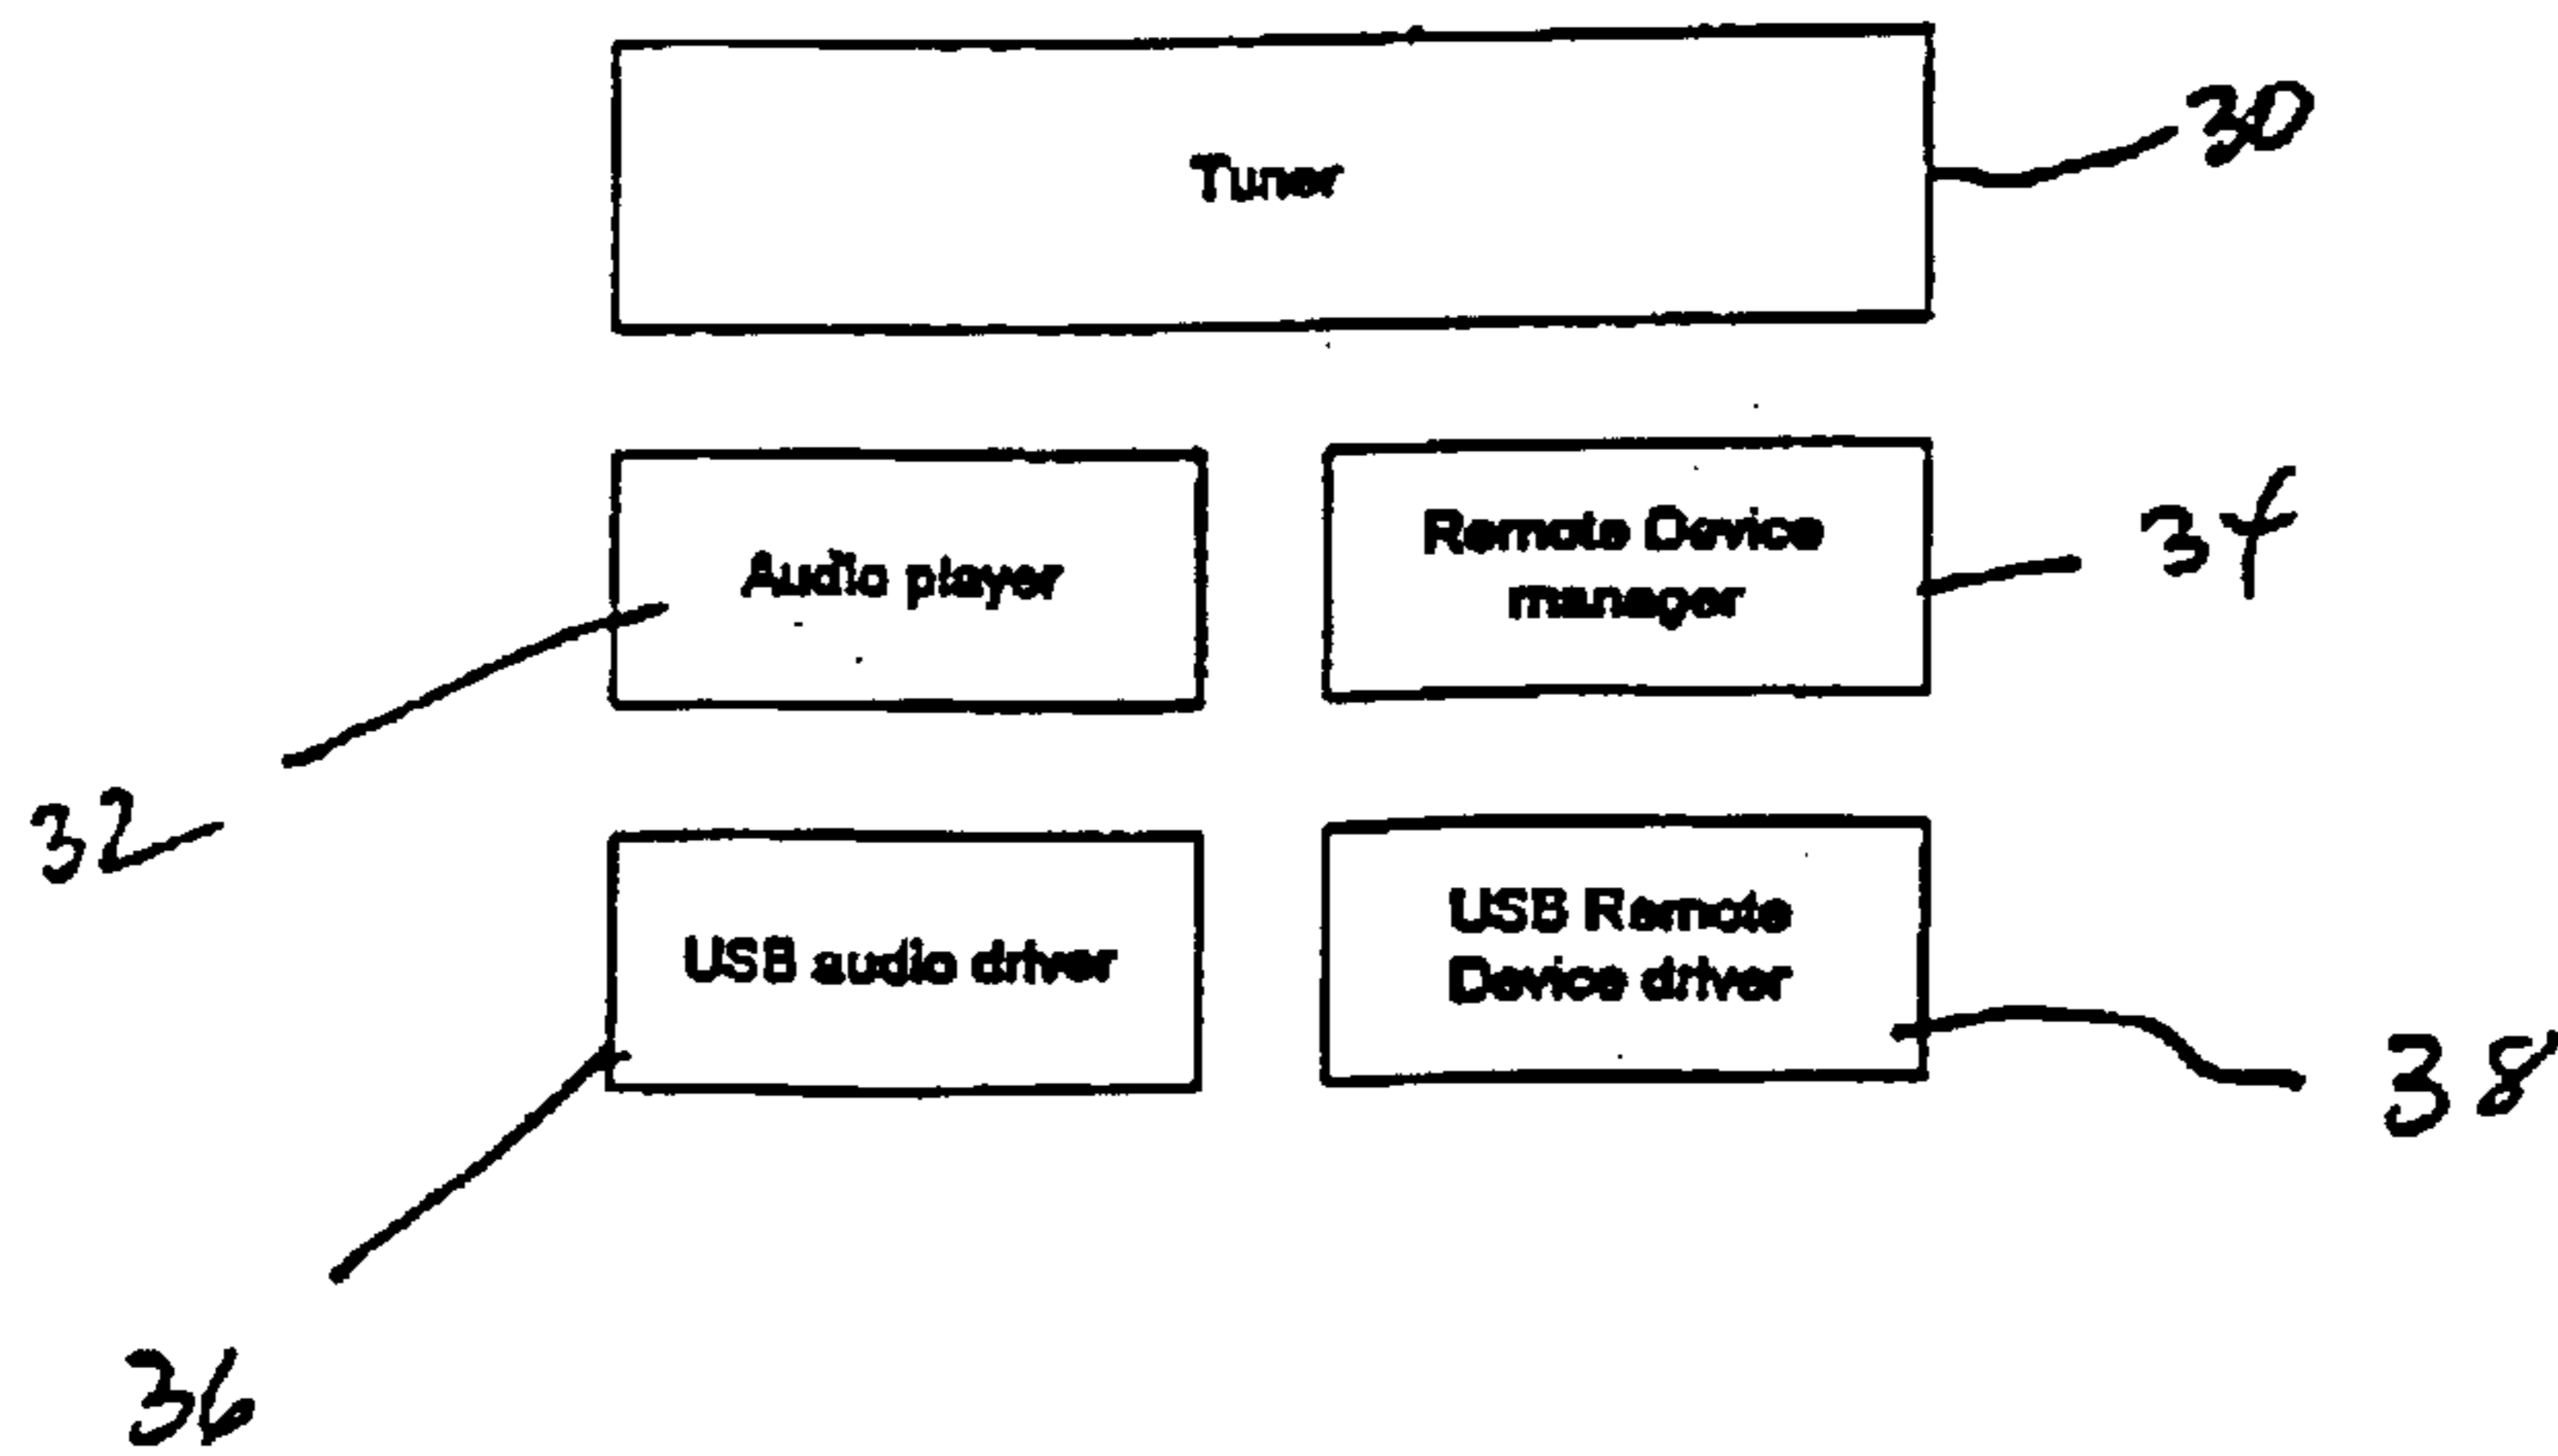 Tuner
30
Audio player
Remote Device
manager
34
32
USB audio driver
USB Remote
Device driver
38
36